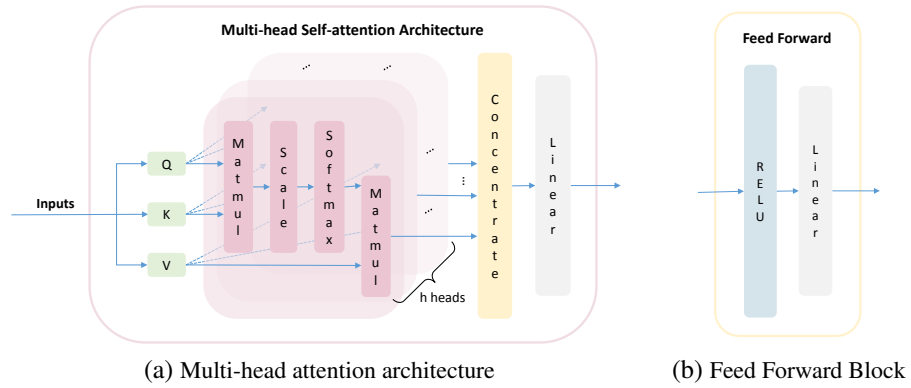 Multi-head Self-attention Architecture
Inputs
Q
K
V
Matmul
Scale
Softmax
Matmul
h heads
Concentrate
Linear
(a) Multi-head attention architecture
Feed Forward
RELU
Linear
(b) Feed Forward Block